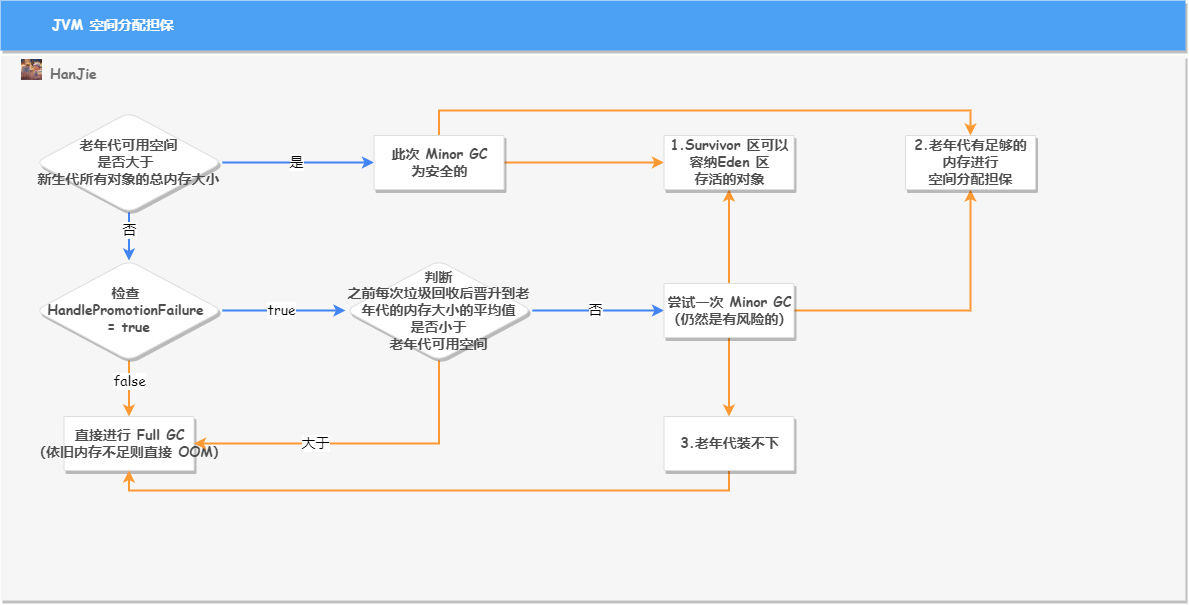 JVM 空间分配担保
HanJie
老年代可用空间
是否大于
新生代所有对象的总内存大小
是
此次 Minor GC
为安全的
1.Survivor 区可以
容纳Eden 区
存活的对象
2.老年代有足够的
内存进行
空间分配担保
否
检查
HandlePromotionFailure
= true
true
判断
之前每次垃圾回收后晋升到老
年代的内存大小的平均值
是否小于
老年代可用空间
否
尝试一次 Minor GC
(仍然是有风险的)
false
直接进行 Full GC
(依旧内存不足则直接 OOM)
大于
3.老年代装不下